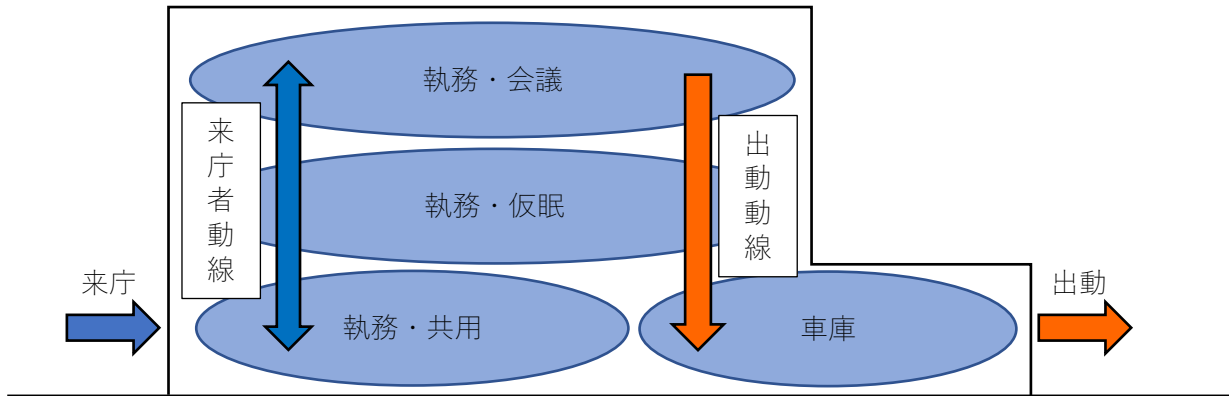 執務・会議
来庁者動線
出動動線
執務・仮眠
来庁
執務・共用
車庫
出動